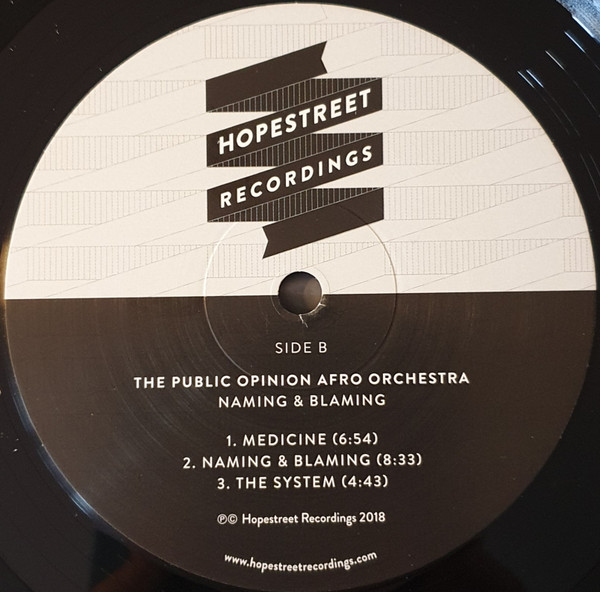 HOPESTREET
RECORDINGS
SIDE B
THE PUBLIC OPINION AFRO ORCHESTRA
NAMING & BLAMING
1. MEDICINE (6:54)
2. NAMING & BLAMING (8:33)
3. THE SYSTEM (4:43)
℗© Hopestreet Recordings 2018
www.hopestreetrecordings.com